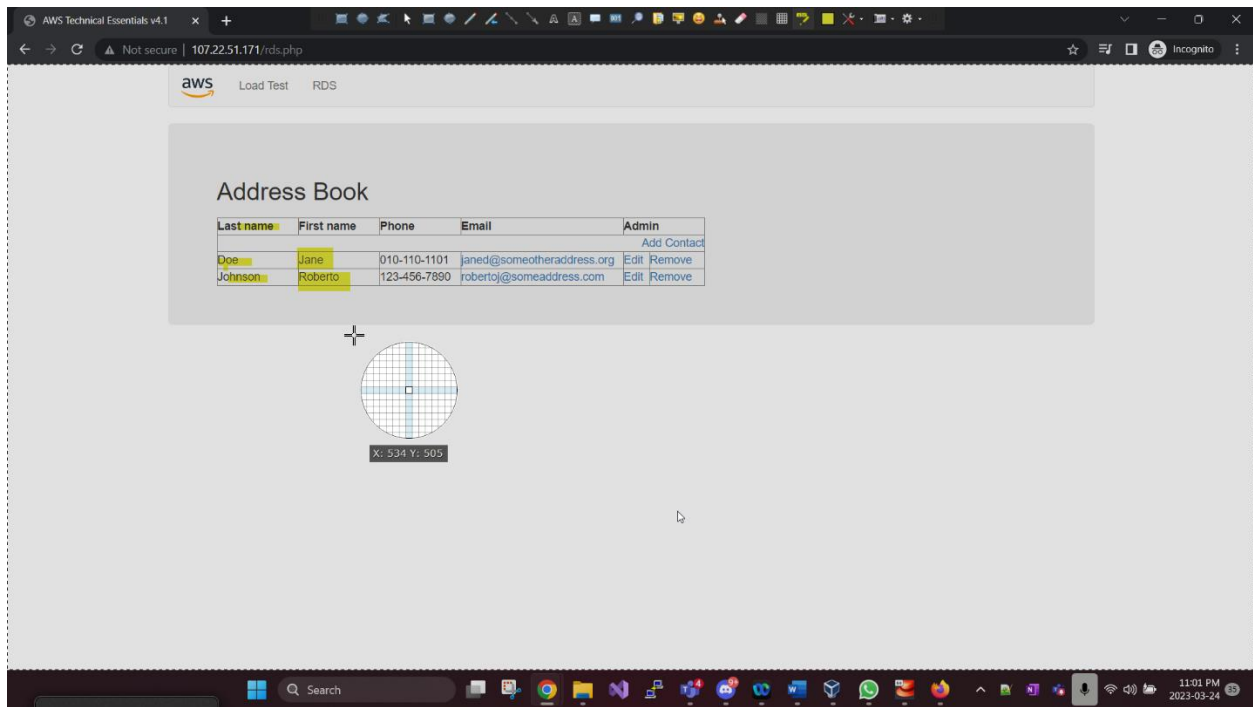 AWS Technical Essentials v4.1
Not secure | 107.22.51.171/rds.php
Incognito
aws Load Test RDS
Address Book
Last name First name Phone Email Admin
Add Contact
Doe Jane 010-110-1101 janed@someotheraddress.org Edit Remove
Johnson Roberto 123-456-7890 robertoj@someaddress.com Edit Remove
X: 534 Y: 505
Search
11:01 PM
2023-03-24
35